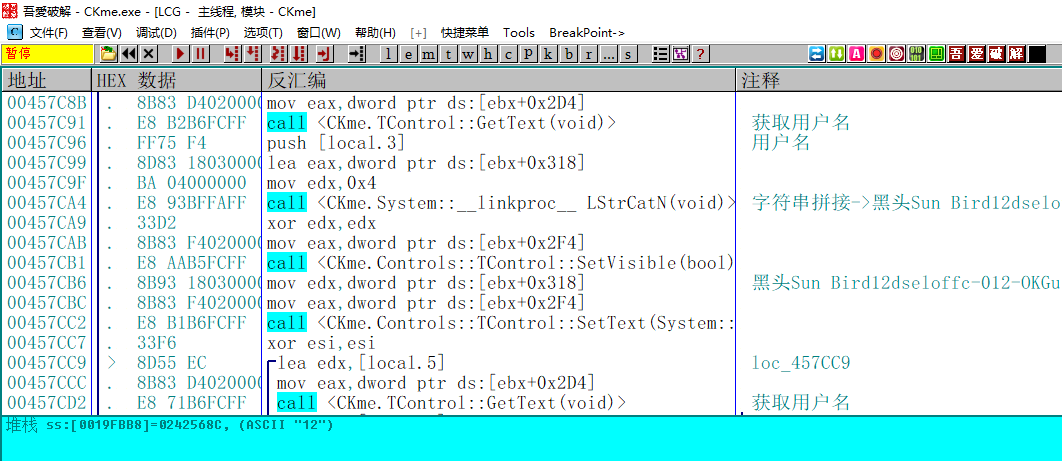 吾愛破解 - CKme.exe - [LCG - 主线程, 模块 - CKme]
C 文件(F) 查看(V) 调试(D) 插件(P) 选项(T) 窗口(W) 帮助(H) [+] 快捷菜单 Tools BreakPoint->
暂停 l e m t w h c p k b r ... s ? A 吾 爱 破 解
地址 HEX 数据 反汇编 注释
00457C8B . 8B83 D4020000 mov eax,dword ptr ds:[ebx+0x2D4]
00457C91 . E8 B2B6FCFF call <CKme.TControl::GetText(void)> 获取用户名
00457C96 . FF75 F4 push [local.3] 用户名
00457C99 . 8D83 18030000 lea eax,dword ptr ds:[ebx+0x318]
00457C9F . BA 04000000 mov edx,0x4
00457CA4 . E8 93BFFAFF call <CKme.System::__linkproc__ LStrCatN(void)> 字符串拼接->黑头Sun Bird12dselo
00457CA9 . 33D2 xor edx,edx
00457CAB . 8B83 F4020000 mov eax,dword ptr ds:[ebx+0x2F4]
00457CB1 . E8 AAB5FCFF call <CKme.Controls::TControl::SetVisible(bool)
00457CB6 . 8B93 18030000 mov edx,dword ptr ds:[ebx+0x318] 黑头Sun Bird12dseloffc-012-OKGu
00457CBC . 8B83 F4020000 mov eax,dword ptr ds:[ebx+0x2F4]
00457CC2 . E8 B1B6FCFF call <CKme.Controls::TControl::SetText(System::
00457CC7 . 33F6 xor esi,esi
00457CC9 > 8D55 EC lea edx,[local.5] loc_457CC9
00457CCC . 8B83 D4020000 mov eax,dword ptr ds:[ebx+0x2D4]
00457CD2 . E8 71B6FCFF call <CKme.TControl::GetText(void)> 获取用户名
堆栈 ss:[0019FBB8]=0242568C, (ASCII "12")